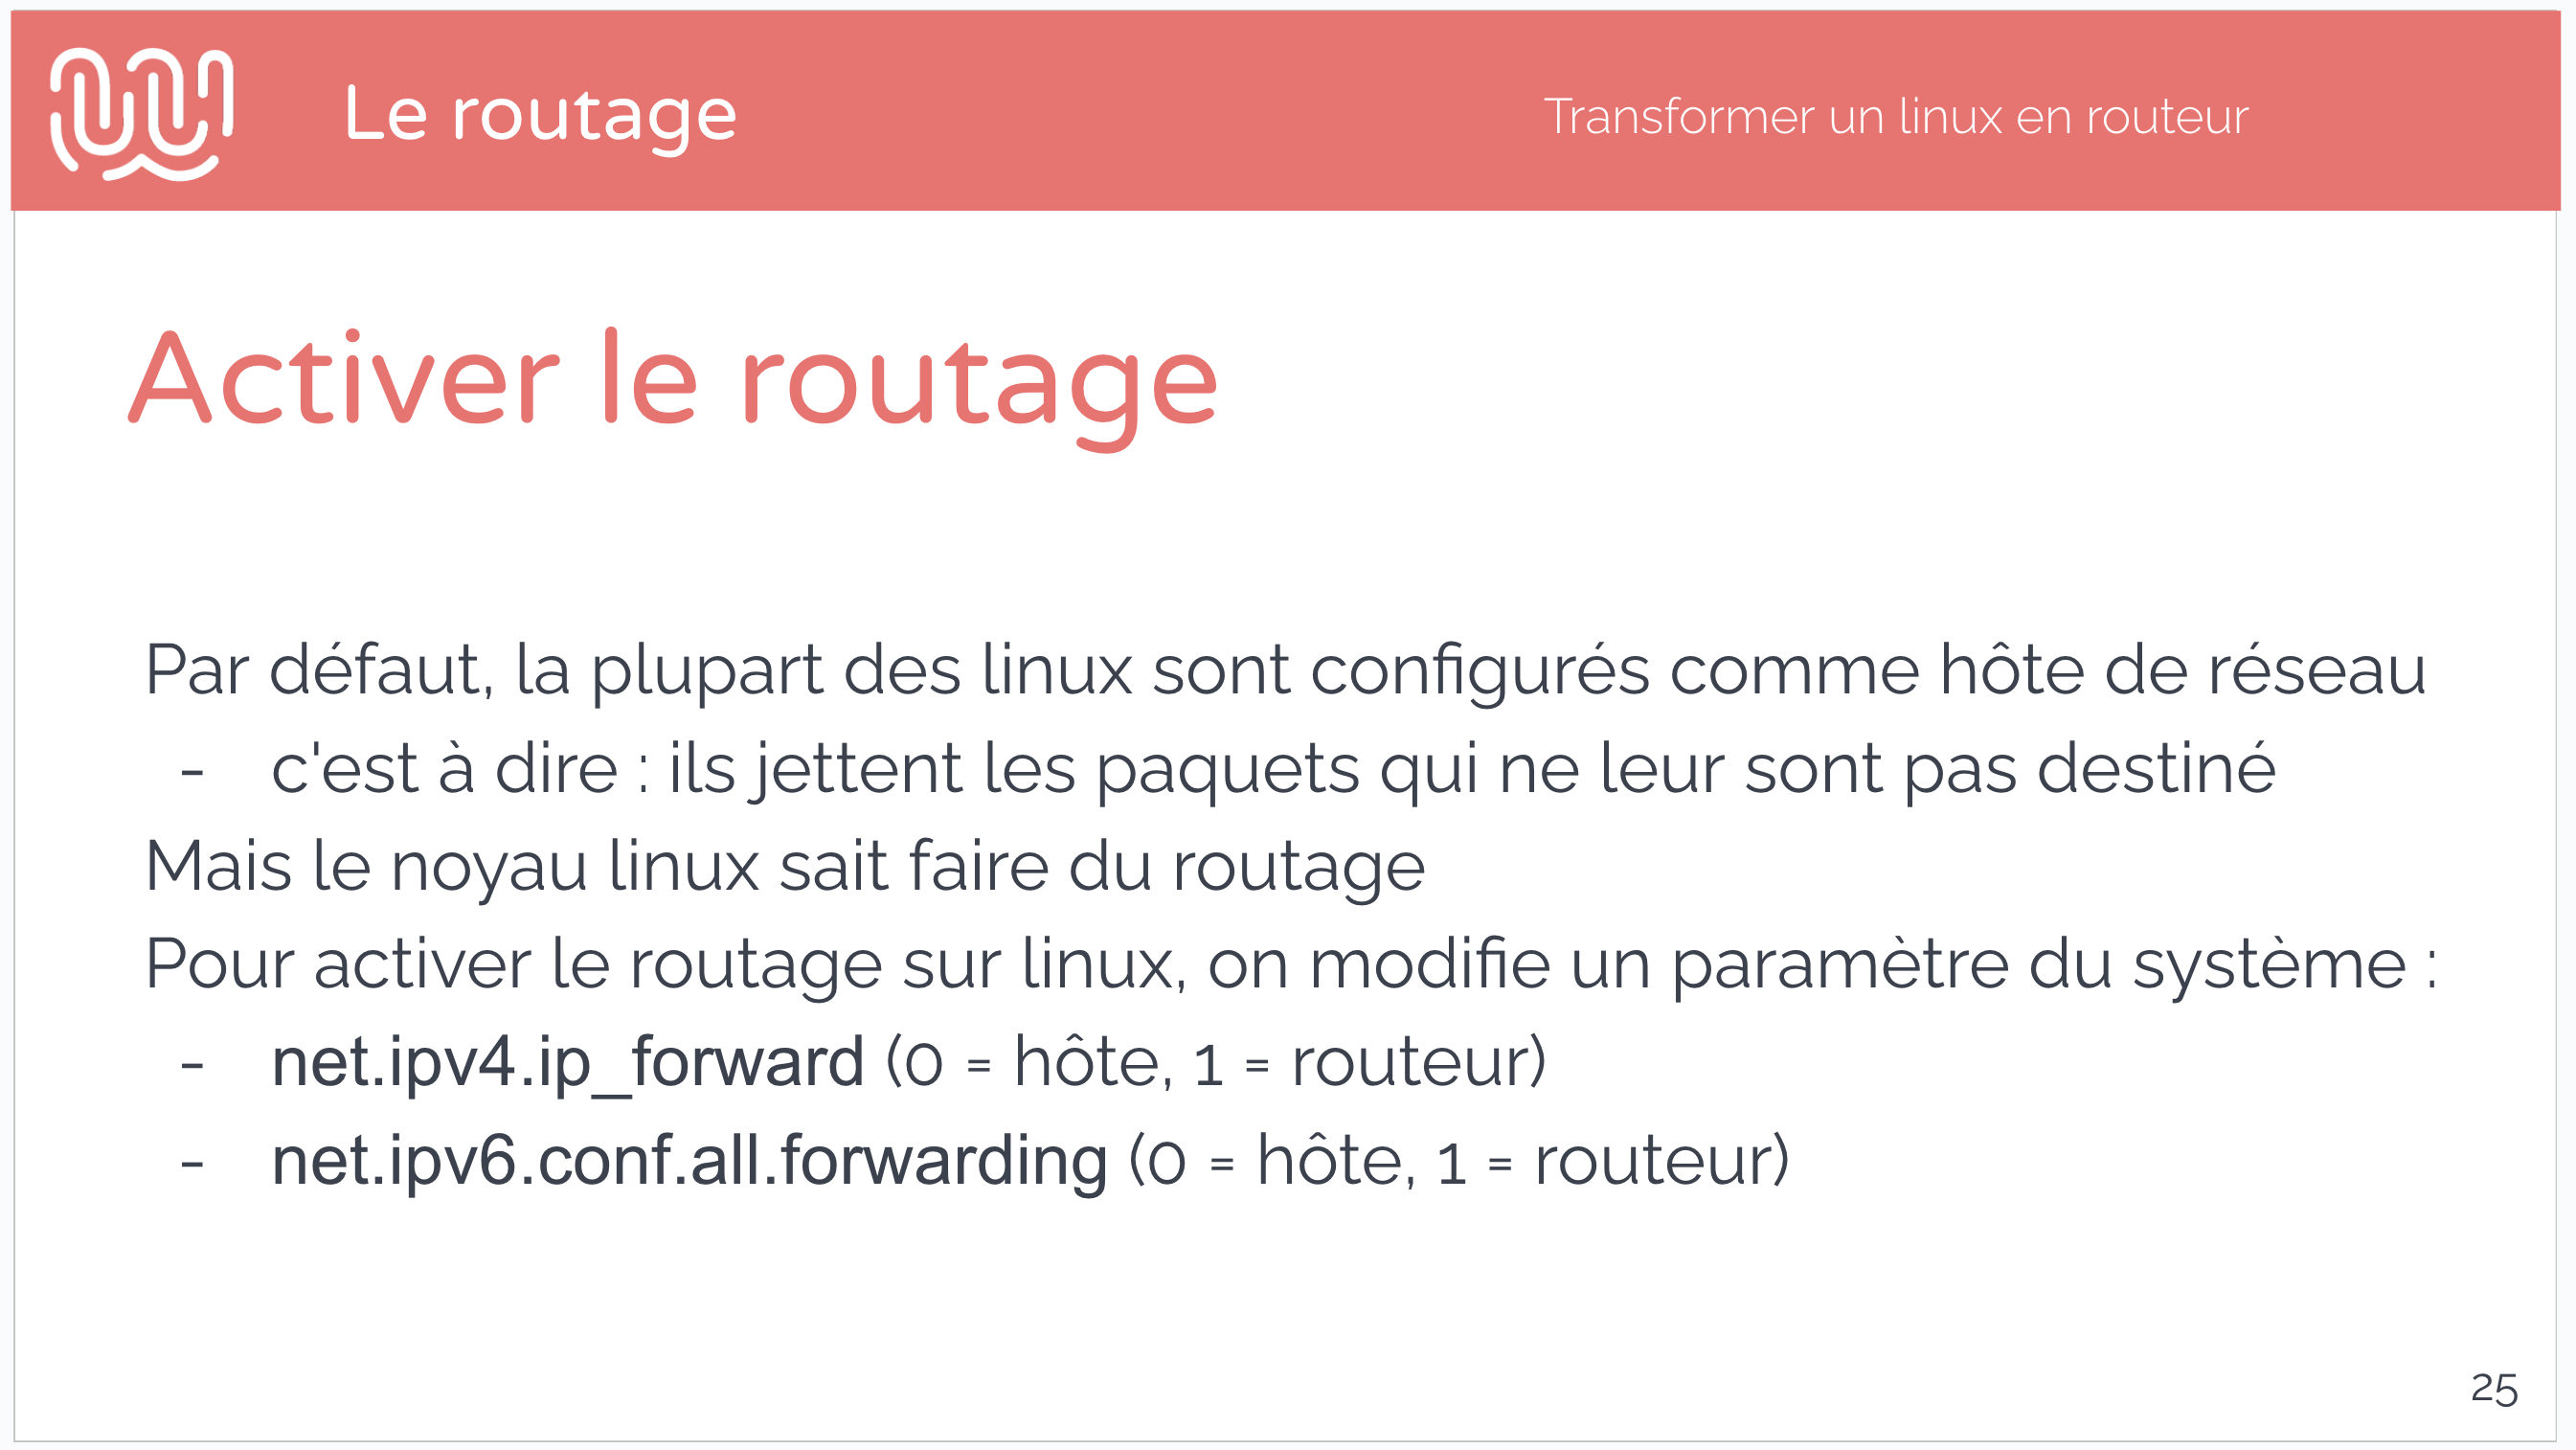 Le routage
Transformer un linux en routeur
Activer le routage
Par défaut, la plupart des linux sont configurés comme hôte de réseau
- c'est à dire : ils jettent les paquets qui ne leur sont pas destiné
Mais le noyau linux sait faire du routage
Pour activer le routage sur linux, on modifie un paramètre du système :
- net.ipv4.ip_forward (0 = hôte, 1 = routeur)
- net.ipv6.conf.all.forwarding (0 = hôte, 1 = routeur)
25